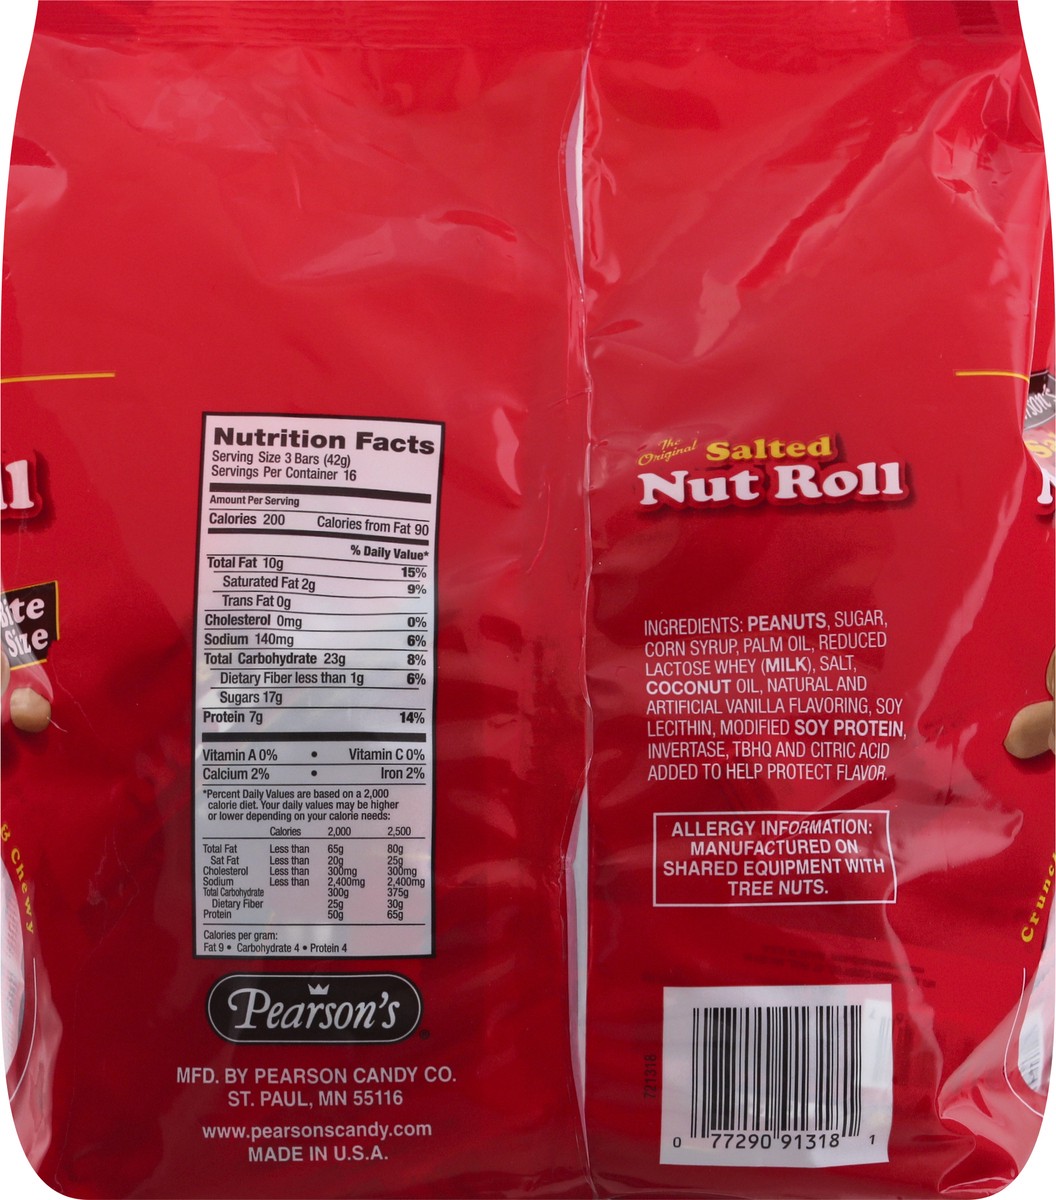 Nutrition Facts
Serving Size 3 Bars (42g)
Servings Per Container 16
Amount Per Serving
Calories 200 Calories from Fat 90
% Daily Value*
Total Fat 10g 15%
Saturated Fat 2g 9%
Trans Fat 0g
Cholesterol 0mg 0%
Sodium 140mg 6%
Total Carbohydrate 23g 8%
Dietary Fiber less than 1g 6%
Sugars 17g
Protein 7g 14%
Vitamin A 0% • Vitamin C 0%
Calcium 2% • Iron 2%
*Percent Daily Values are based on a 2,000
calorie diet. Your daily values may be higher
or lower depending on your calorie needs:
Calories 2,000 2,500
Total Fat Less than 65g 80g
Sat Fat Less than 20g 25g
Cholesterol Less than 300mg 300mg
Sodium Less than 2,400mg 2,400mg
Total Carbohydrate 300g 375g
Dietary Fiber 25g 30g
Protein 50g 65g
Calories per gram:
Fat 9 • Carbohydrate 4 • Protein 4
Pearson's®
MFD. BY PEARSON CANDY CO.
ST. PAUL, MN 55116
www.pearsonscandy.com
MADE IN U.S.A.
The Original Salted
Nut Roll
INGREDIENTS: PEANUTS, SUGAR,
CORN SYRUP, PALM OIL, REDUCED
LACTOSE WHEY (MILK), SALT,
COCONUT OIL, NATURAL AND
ARTIFICIAL VANILLA FLAVORING, SOY
LECITHIN, MODIFIED SOY PROTEIN,
INVERTASE, TBHQ AND CITRIC ACID
ADDED TO HELP PROTECT FLAVOR.
ALLERGY INFORMATION:
MANUFACTURED ON
SHARED EQUIPMENT WITH
TREE NUTS.
721318
0 77290 91318 1
Size
& Chewy